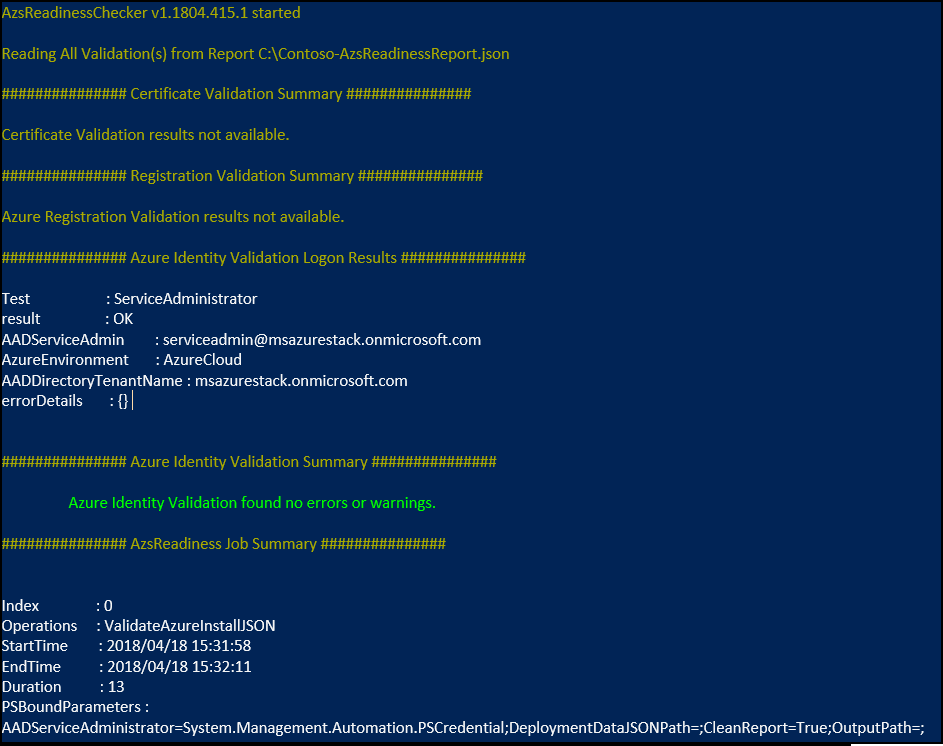 AzsReadinessChecker v1.1804.415.1 started
Reading All Validation(s) from Report C:\Contoso-AzsReadinessReport.json
############### Certificate Validation Summary ###############
Certificate Validation results not available.
############### Registration Validation Summary ###############
Azure Registration Validation results not available.
############### Azure Identity Validation Logon Results ###############
Test : ServiceAdministrator
result : OK
AADServiceAdmin : serviceadmin@msazurestack.onmicrosoft.com
AzureEnvironment : AzureCloud
AADDirectoryTenantName : msazurestack.onmicrosoft.com
errorDetails : {}
############### Azure Identity Validation Summary ###############
Azure Identity Validation found no errors or warnings.
############### AzsReadiness Job Summary ###############
Index : 0
Operations : ValidateAzureInstallJSON
StartTime : 2018/04/18 15:31:58
EndTime : 2018/04/18 15:32:11
Duration : 13
PSBoundParameters :
AADServiceAdministrator=System.Management.Automation.PSCredential;DeploymentDataJSONPath=;CleanReport=True;OutputPath=;